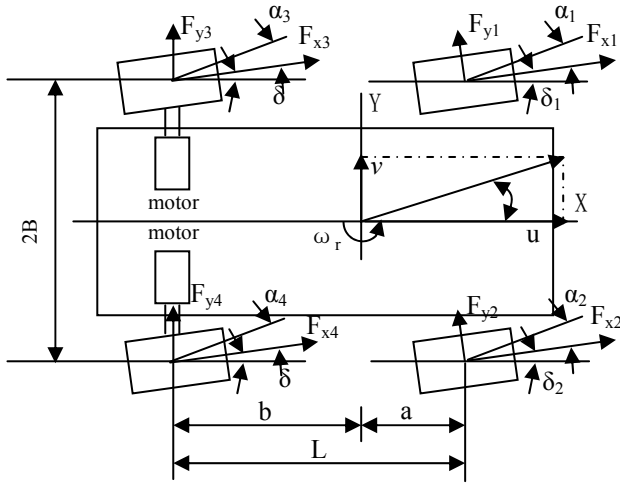 F_y3 α_3 F_x3 F_y1 α_1 F_x1
δ Y δ_1
v
motor X
motor ω_r u
2B
F_y4 α_4 F_x4 F_y2 α_2 F_x2
δ δ_2
b a
L